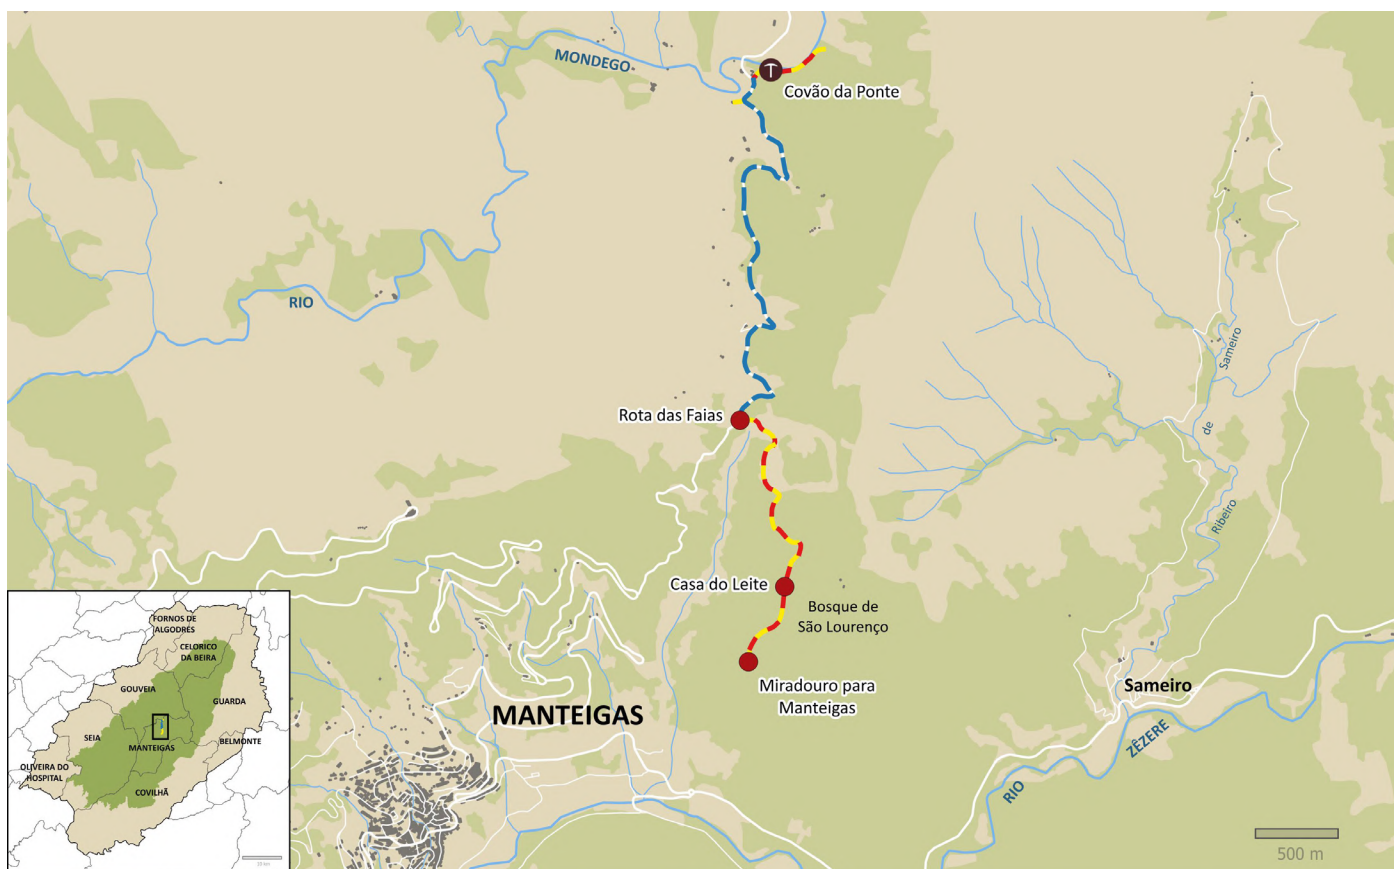 MONDEGO
Covão da Ponte
RIO
Rota das Faias
Sameiro
de
Ribeiro
Casa do Leite
Bosque de
São Lourenço
Miradouro para
Manteigas
MANTEIGAS
Sameiro
RIO
ZÊZERE
500 m
FORNOS DE
ALGODRES
CELORICO
DA BEIRA
GOUVEIA
GUARDA
SEIA
MANTEIGAS
BELMONTE
OLIVEIRA DO
HOSPITAL
COVILHÃ
10 km